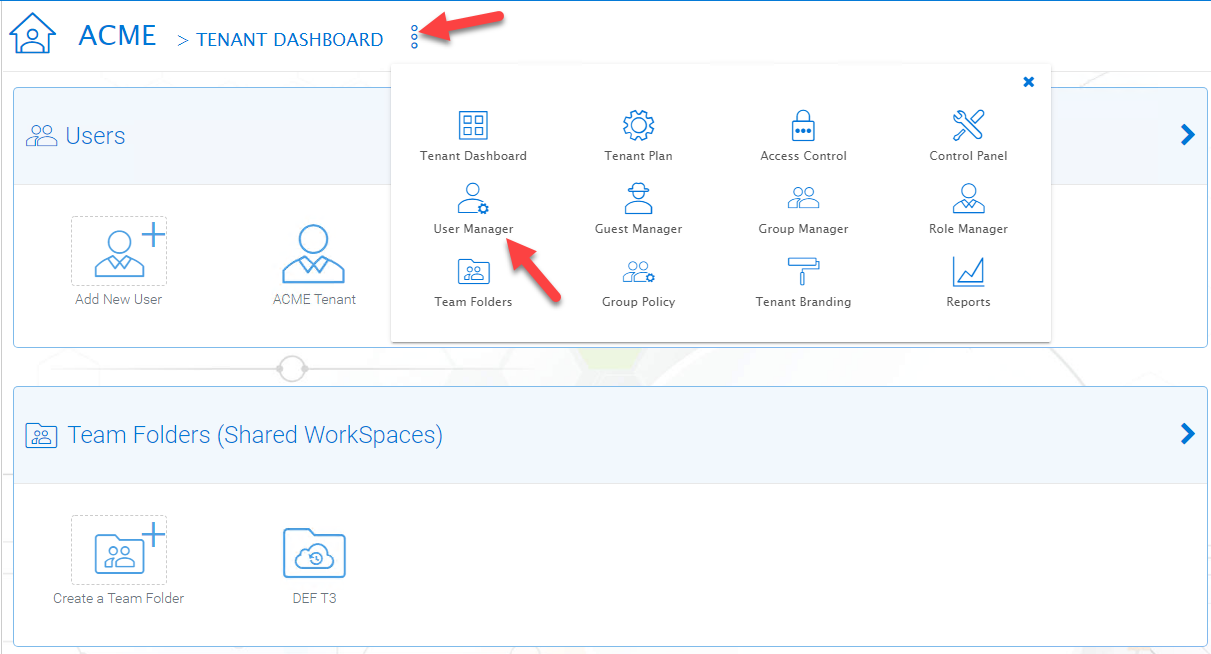 ACME > TENANT DASHBOARD
Users
Tenant Dashboard Tenant Plan Access Control Control Panel
User Manager Guest Manager Group Manager Role Manager
Team Folders Group Policy Tenant Branding Reports
Add New User ACME Tenant
Team Folders (Shared WorkSpaces)
Create a Team Folder DEF T3